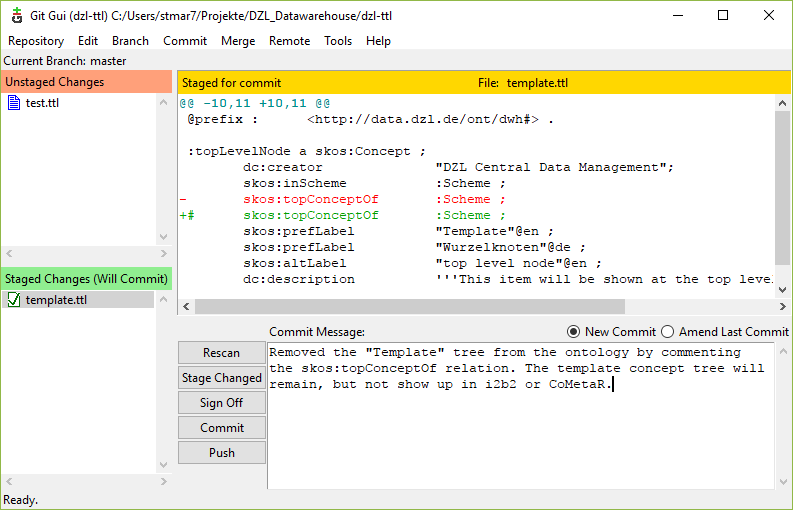 Git Gui (dzl-ttl) C:/Users/stmar7/Projekte/DZL_Datawarehouse/dzl-ttl
Repository Edit Branch Commit Merge Remote Tools Help
Current Branch: master
Unstaged Changes
test.ttl
Staged Changes (Will Commit)
template.ttl
Staged for commit File: template.ttl
@@ -10,11 +10,11 @@
@prefix : <http://data.dzl.de/ont/dwh#> .
:topLevelNode a skos:Concept ;
dc:creator "DZL Central Data Management";
skos:inScheme :Scheme ;
- skos:topConceptOf :Scheme ;
+# skos:topConceptOf :Scheme ;
skos:prefLabel "Template"@en ;
skos:prefLabel "Wurzelknoten"@de ;
skos:altLabel "top level node"@en ;
dc:description '''This item will be shown at the top level
Commit Message: New Commit Amend Last Commit
Rescan
Stage Changed
Sign Off
Commit
Push
Removed the "Template" tree from the ontology by commenting
the skos:topConceptOf relation. The template concept tree will
remain, but not show up in i2b2 or CoMetaR.
Ready.